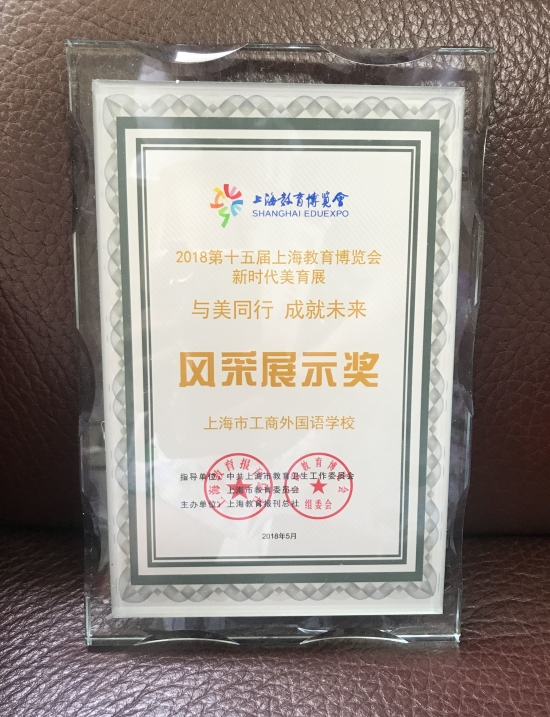 上海教育博览會
SHANGHAI EDUEXPO
2018第十五届上海教育博览会
新时代美育展
与美同行 成就未来
风采展示奖
上海市工商外国语学校
指导单位：中共上海市教育卫生工作委员会
上海市教育委员会
主办单位：上海教育报刊总社
组委会
2018年5月